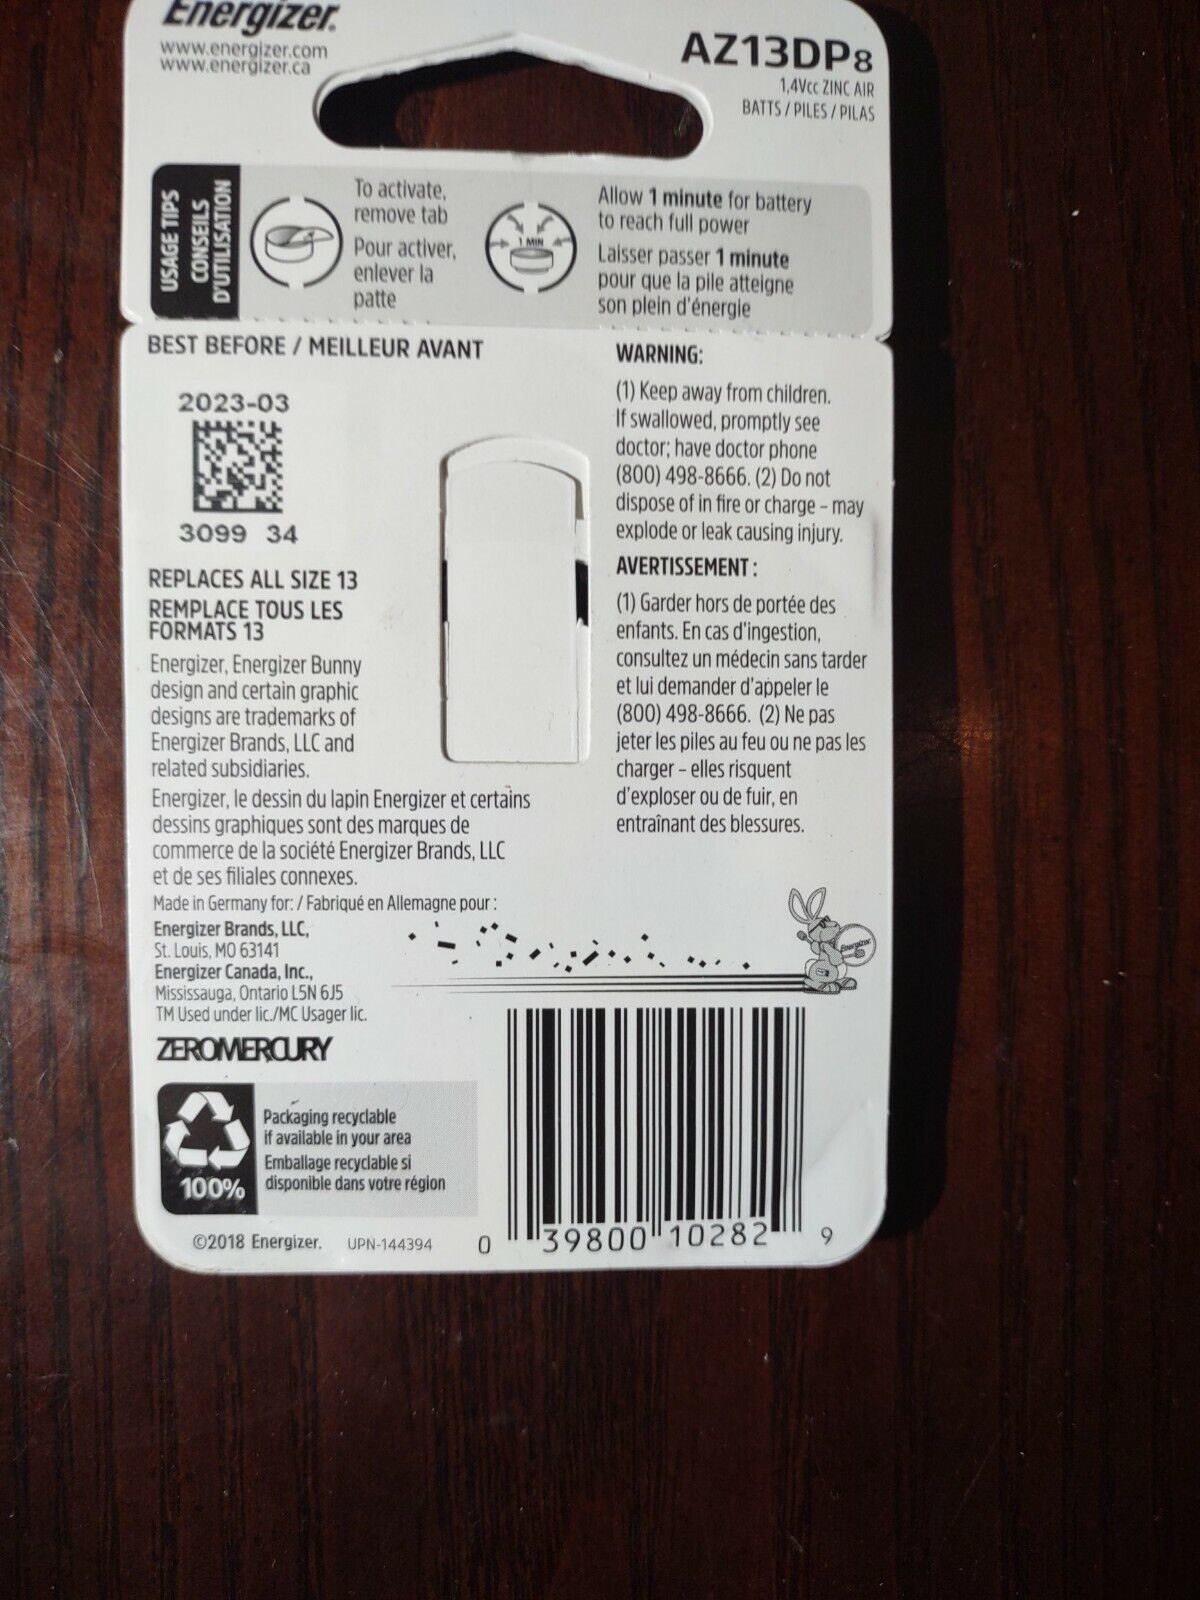 Energizer.
www.energizer.com
www.energizer.ca
AZ13DP8
1,4Vcc ZINC AIR
BATTS / PILES / PILAS
USAGE TIPS
CONSEILS
D'UTILISATION
To activate,
remove tab
Pour activer,
enlever la
patte
1 MIN
Allow 1 minute for battery
to reach full power
Laisser passer 1 minute
pour que la pile atteigne
son plein d'énergie
BEST BEFORE / MEILLEUR AVANT
2023-03
3099 34
REPLACES ALL SIZE 13
REMPLACE TOUS LES
FORMATS 13
Energizer, Energizer Bunny
design and certain graphic
designs are trademarks of
Energizer Brands, LLC and
related subsidiaries.
Energizer, le dessin du lapin Energizer et certains
dessins graphiques sont des marques de
commerce de la société Energizer Brands, LLC
et de ses filiales connexes.
Made in Germany for: / Fabriqué en Allemagne pour :
Energizer Brands, LLC,
St. Louis, MO 63141
Energizer Canada, Inc.,
Mississauga, Ontario L5N 6J5
TM Used under lic./MC Usager lic.
ZEROMERCURY
100%
Packaging recyclable
if available in your area
Emballage recyclable si
disponible dans votre région
©2018 Energizer. UPN-144394
WARNING:
(1) Keep away from children.
If swallowed, promptly see
doctor; have doctor phone
(800) 498-8666. (2) Do not
dispose of in fire or charge – may
explode or leak causing injury.
AVERTISSEMENT :
(1) Garder hors de portée des
enfants. En cas d'ingestion,
consultez un médecin sans tarder
et lui demander d'appeler le
(800) 498-8666. (2) Ne pas
jeter les piles au feu ou ne pas les
charger – elles risquent
d'exploser ou de fuir, en
entraînant des blessures.
Energizer
0 39800 10282 9